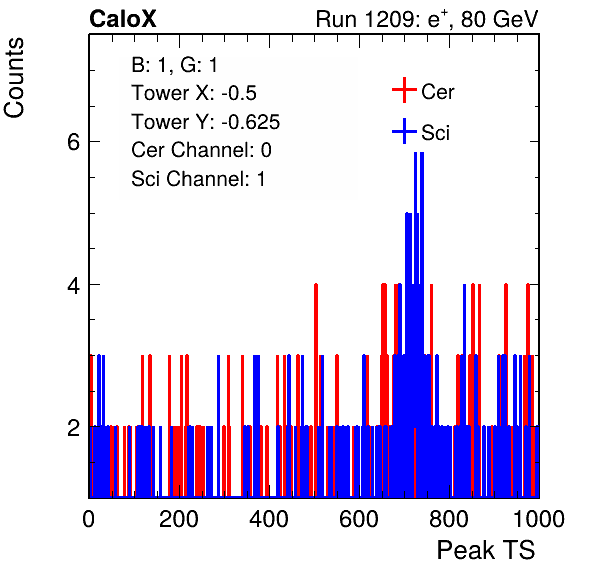 CaloX
Run 1209: e+, 80 GeV
Counts
B: 1, G: 1
Tower X: -0.5
Tower Y: -0.625
Cer Channel: 0
Sci Channel: 1
Cer
Sci
6
4
2
0 200 400 600 800 1000
Peak TS